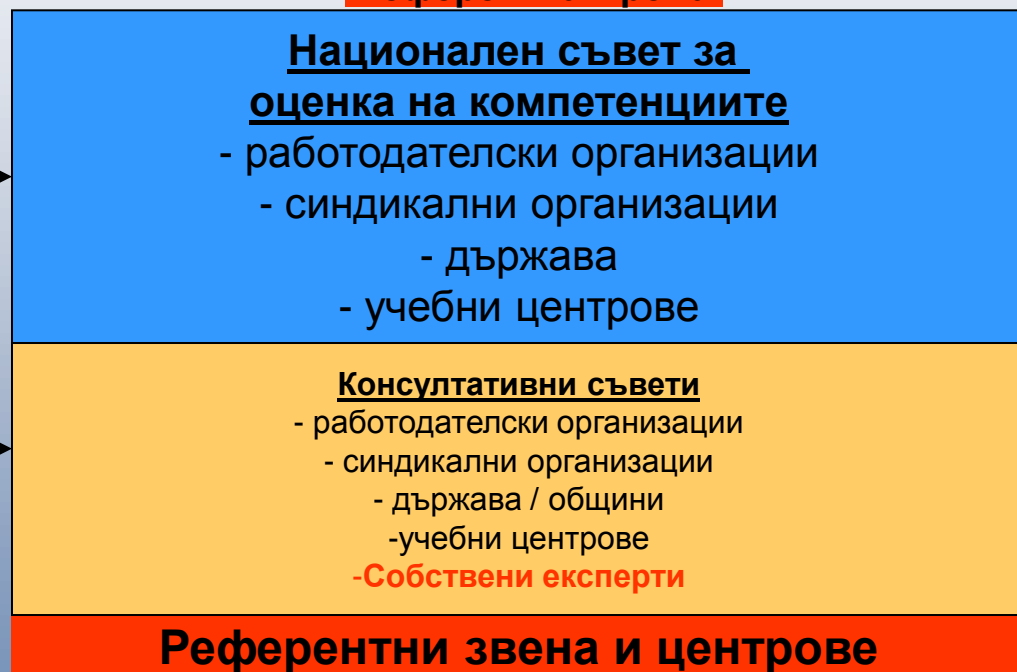 Национален съвет за
оценка на компетенциите
- работодателски организации
- синдикални организации
- държава
- учебни центрове
Консултативни съвети
- работодателски организации
- синдикални организации
- държава / общини
-учебни центрове
-Собствени експерти
Референтни звена и центрове